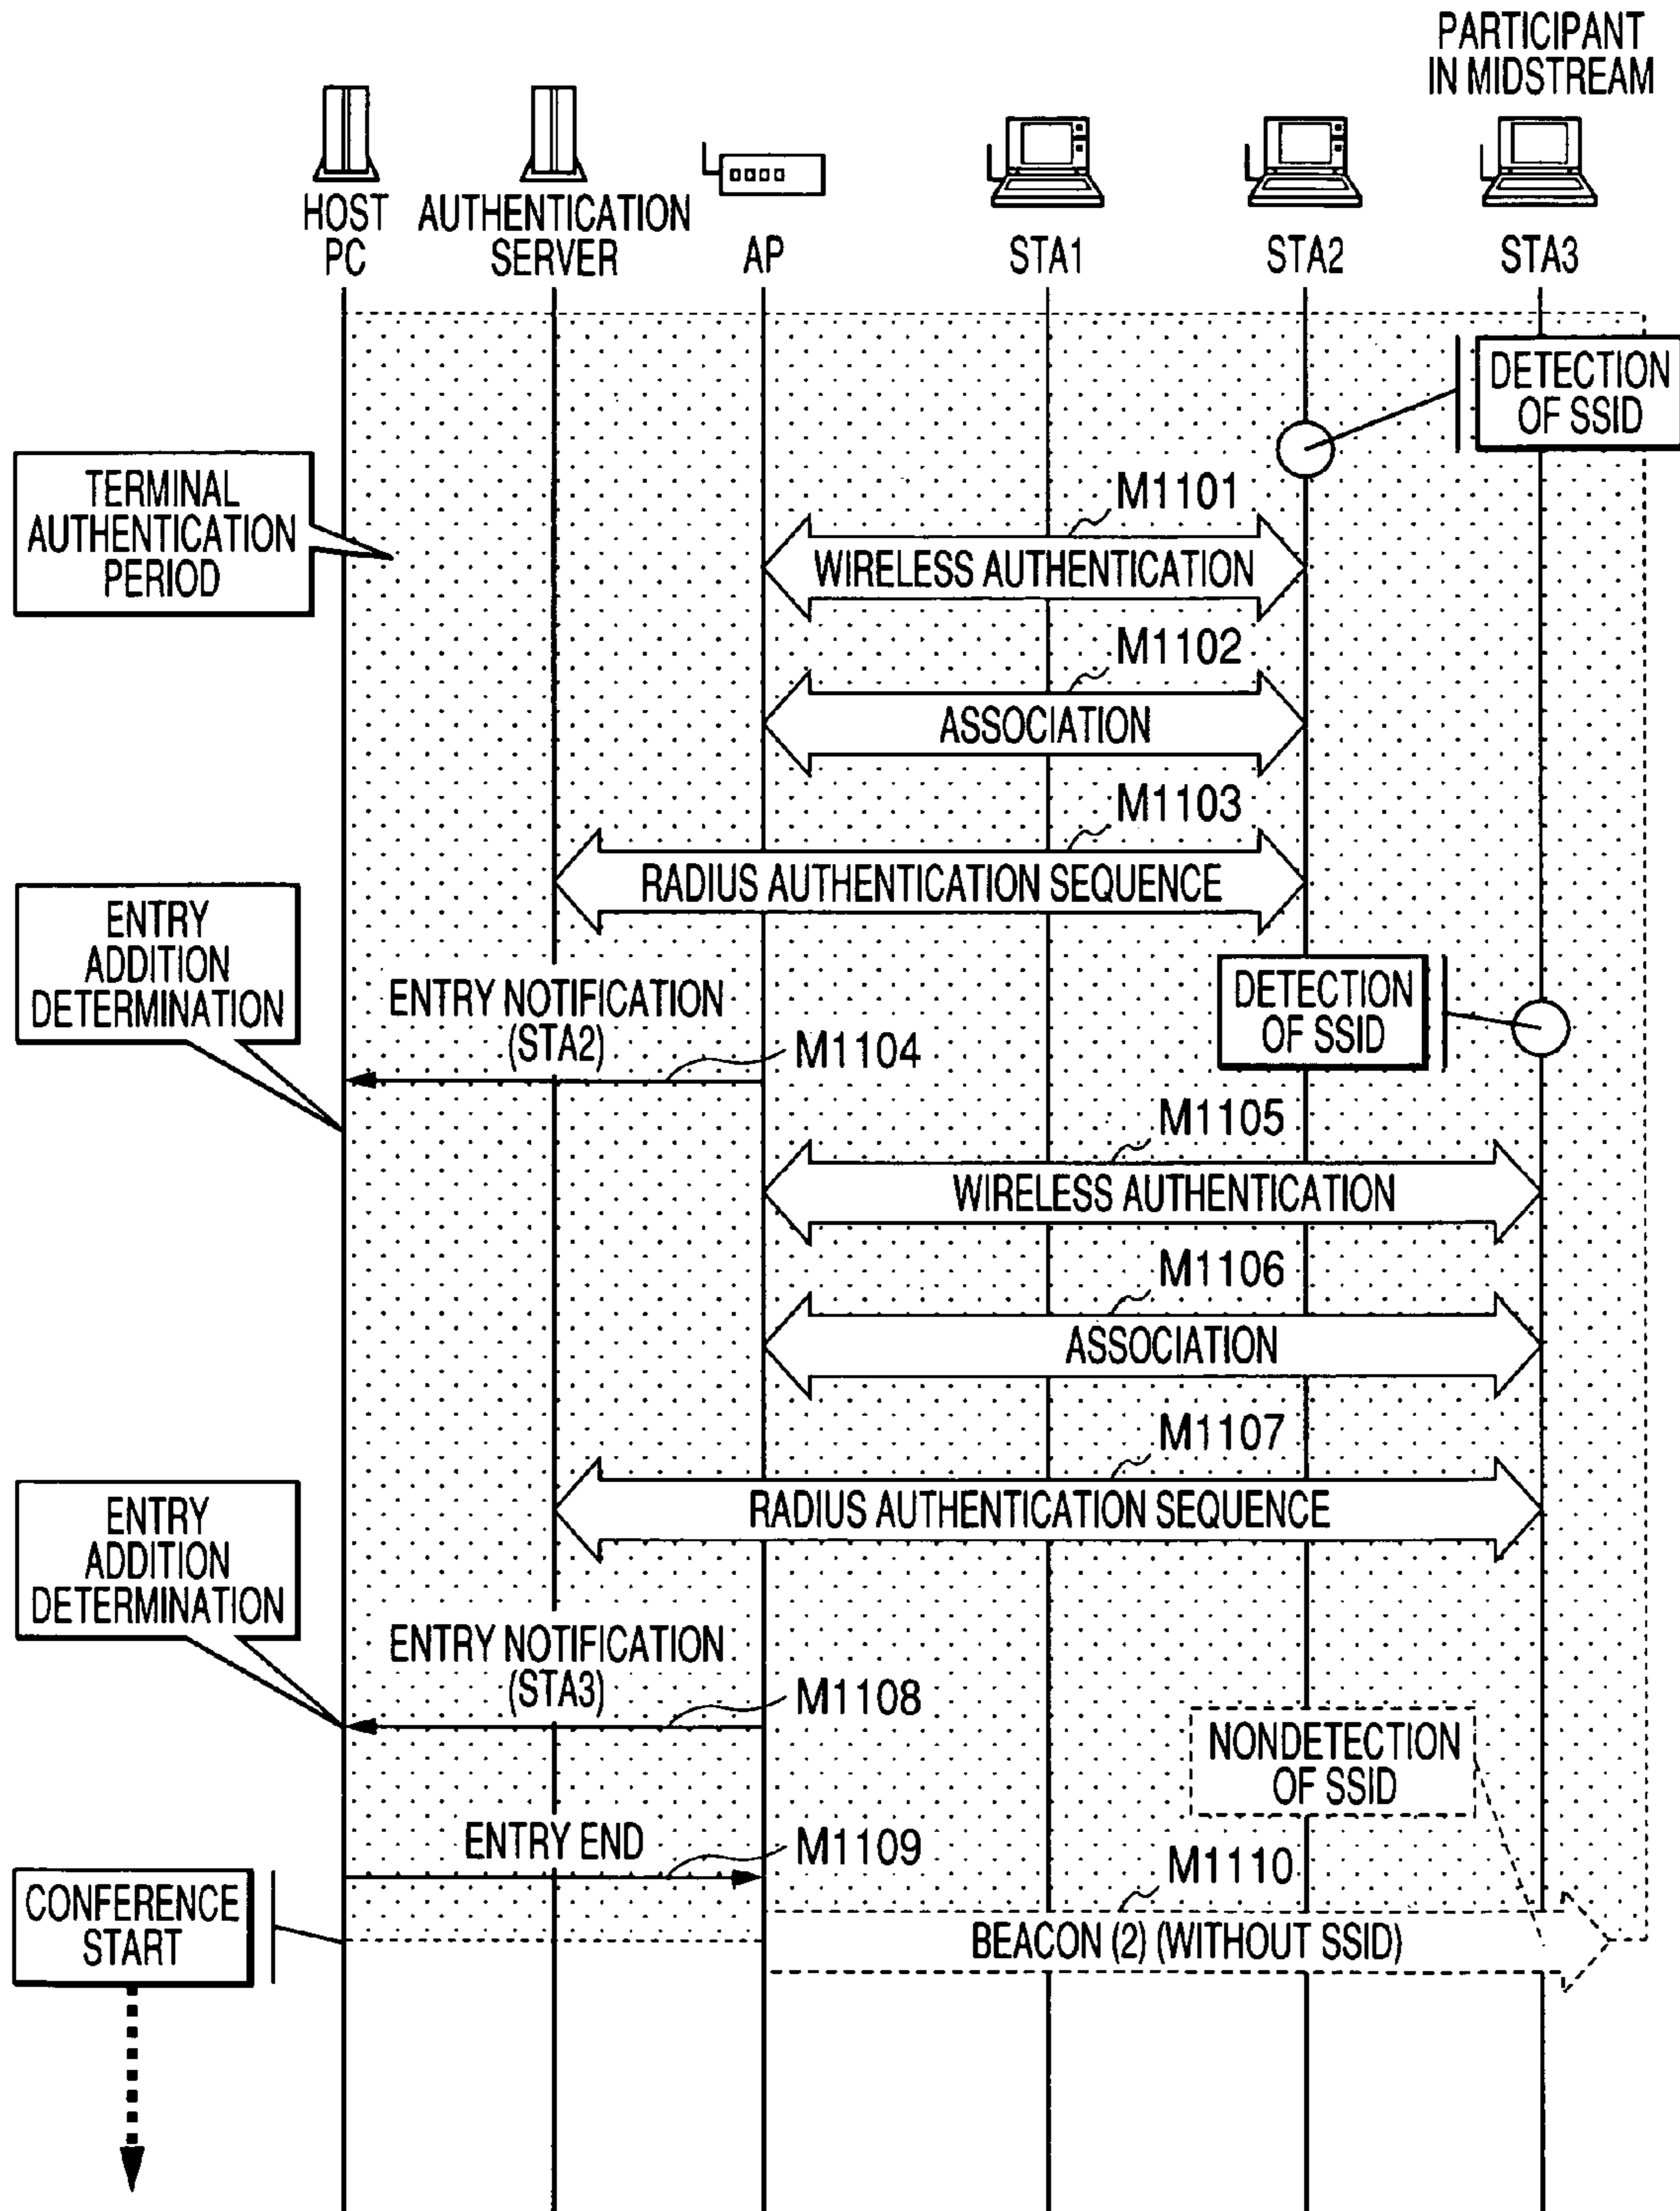 PARTICIPANT
IN MIDSTREAM
HOST
PC
AUTHENTICATION
SERVER
AP
STA1
STA2
STA3
DETECTION
OF SSID
TERMINAL
AUTHENTICATION
PERIOD
M1101
WIRELESS AUTHENTICATION
M1102
ASSOCIATION
M1103
RADIUS AUTHENTICATION SEQUENCE
ENTRY
ADDITION
DETERMINATION
ENTRY NOTIFICATION
(STA2)
M1104
DETECTION
OF SSID
M1105
WIRELESS AUTHENTICATION
M1106
ASSOCIATION
M1107
RADIUS AUTHENTICATION SEQUENCE
ENTRY
ADDITION
DETERMINATION
ENTRY NOTIFICATION
(STA3)
M1108
NONDETECTION
OF SSID
ENTRY END
M1109
M1110
CONFERENCE
START
BEACON (2) (WITHOUT SSID)